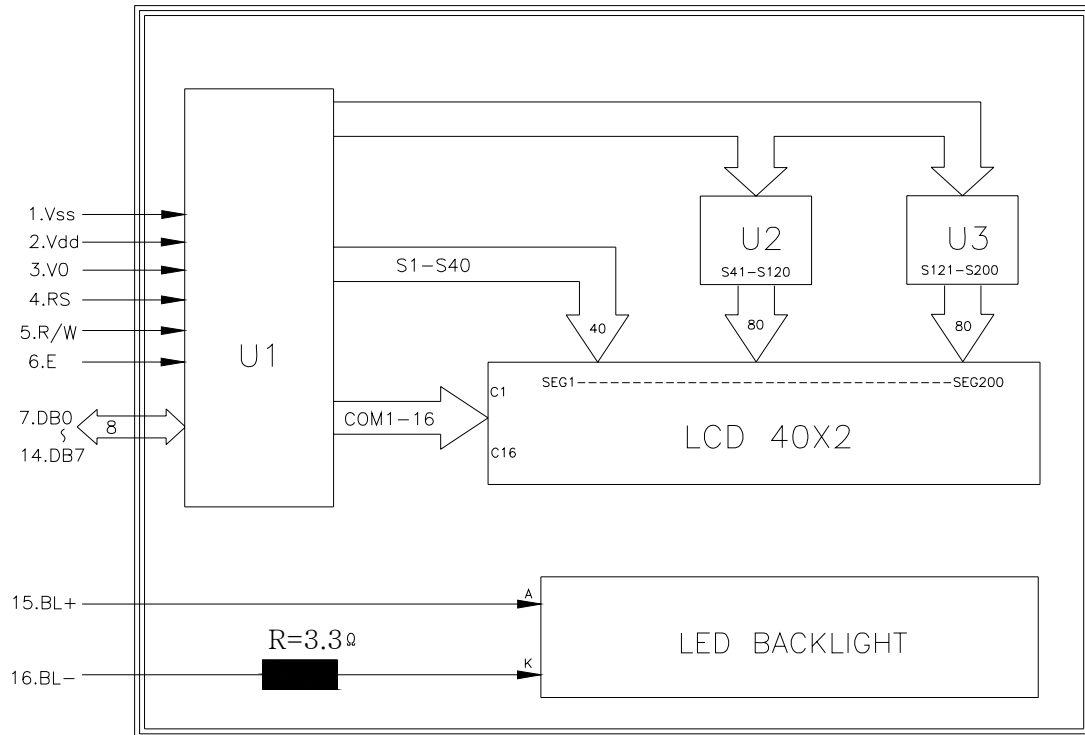 1.Vss
2.Vdd
3.V0
4.RS
5.R/W
6.E
7.DB0
~
14.DB7
8
U1
S1-S40
40
COM1-16
U2
S41-S120
80
U3
S121-S200
80
SEG1--------------------------------SEG200
C1
C16
LCD 40X2
15.BL+
A
R=3.3Ω
16.BL-
K
LED BACKLIGHT